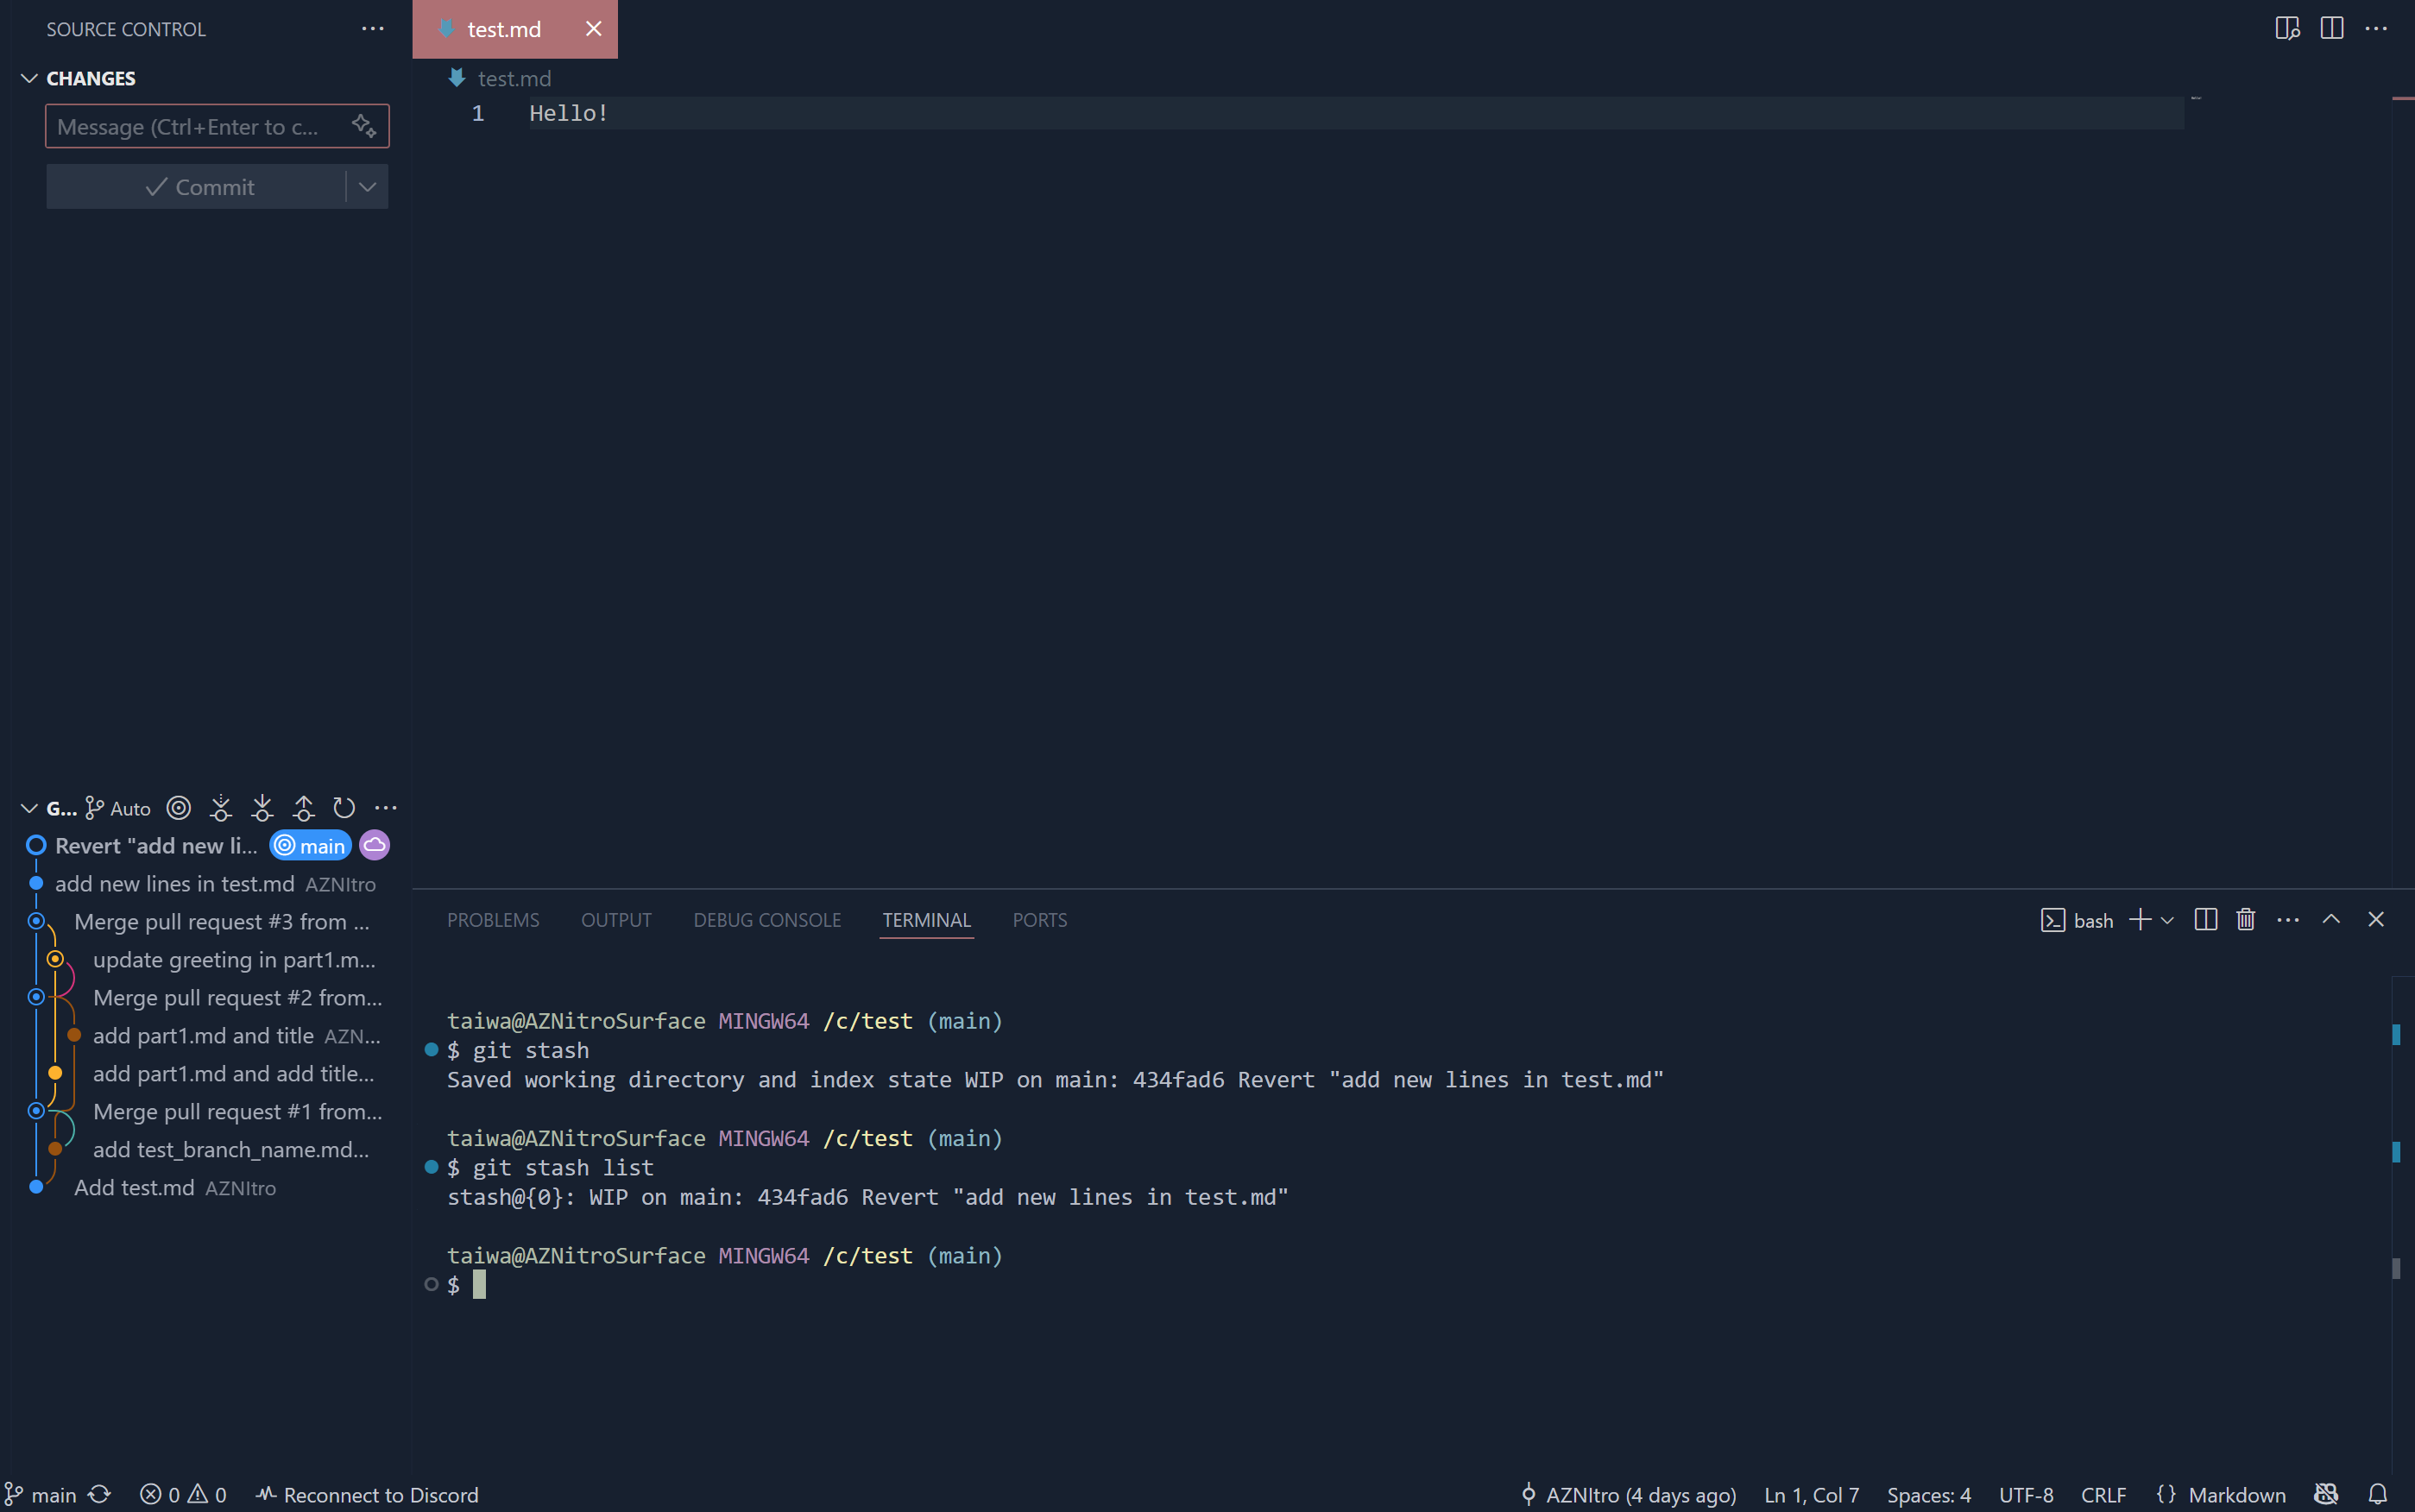 SOURCE CONTROL
CHANGES
Message (Ctrl+Enter to c...
Commit
G... Auto
Revert "add new li... main
add new lines in test.md AZNItro
Merge pull request #3 from ...
update greeting in part1.m...
Merge pull request #2 from...
add part1.md and title AZN...
add part1.md and add title...
Merge pull request #1 from...
add test_branch_name.md...
Add test.md AZNItro
test.md
test.md
1 Hello!
PROBLEMS OUTPUT DEBUG CONSOLE TERMINAL PORTS
bash
taiwa@AZNitroSurface MINGW64 /c/test (main)
$ git stash
Saved working directory and index state WIP on main: 434fad6 Revert "add new lines in test.md"
taiwa@AZNitroSurface MINGW64 /c/test (main)
$ git stash list
stash@{0}: WIP on main: 434fad6 Revert "add new lines in test.md"
taiwa@AZNitroSurface MINGW64 /c/test (main)
$
main 0 0 Reconnect to Discord AZNItro (4 days ago) Ln 1, Col 7 Spaces: 4 UTF-8 CRLF {} Markdown